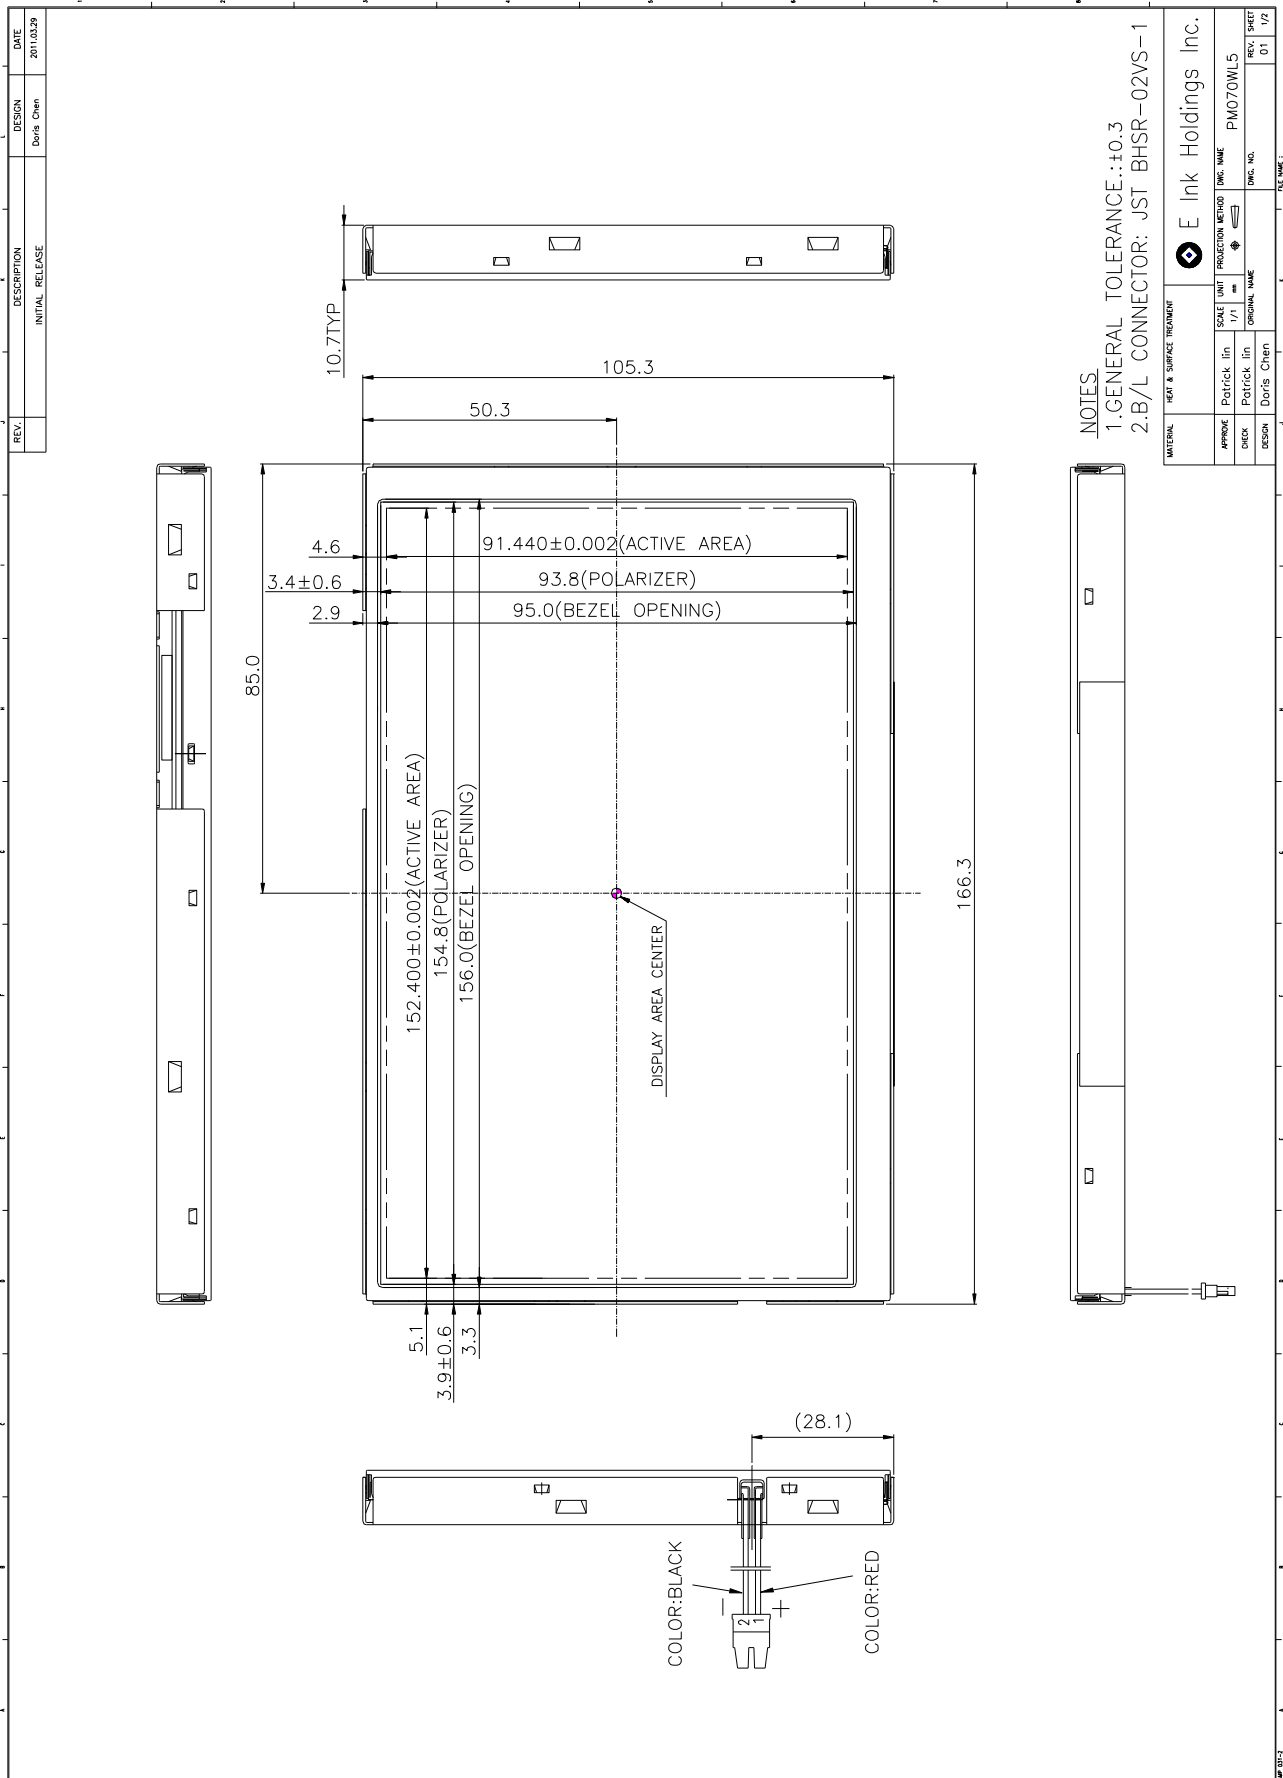 REV.
DESCRIPTION
DESIGN
DATE
INITIAL RELEASE
Doris Chen
2011.03.29
10.7TYP
105.3
50.3
4.6
91.440±0.002(ACTIVE AREA)
3.4±0.6
93.8(POLARIZER)
2.9
95.0(BEZEL OPENING)
85.0
152.400±0.002(ACTIVE AREA)
154.8(POLARIZER)
156.0(BEZEL OPENING)
166.3
DISPLAY AREA CENTER
5.1
3.9±0.6
3.3
(28.1)
COLOR:BLACK
COLOR:RED
2
1
NOTES
1.GENERAL TOLERANCE.:±0.3
2.B/L CONNECTOR: JST BHSR-02VS-1
MATERIAL
HEAT & SURFACE TREATMENT
E Ink Holdings Inc.
APPROVE
Patrick lin
SCALE
1/1
UNIT
mm
PROJECTION METHOD
DWG. NAME
PM070WL5
CHECK
Patrick lin
DESIGN
Doris Chen
ORIGINAL NAME
DWG. NO.
REV.
01
SHEET
1/2
FILE NAME :